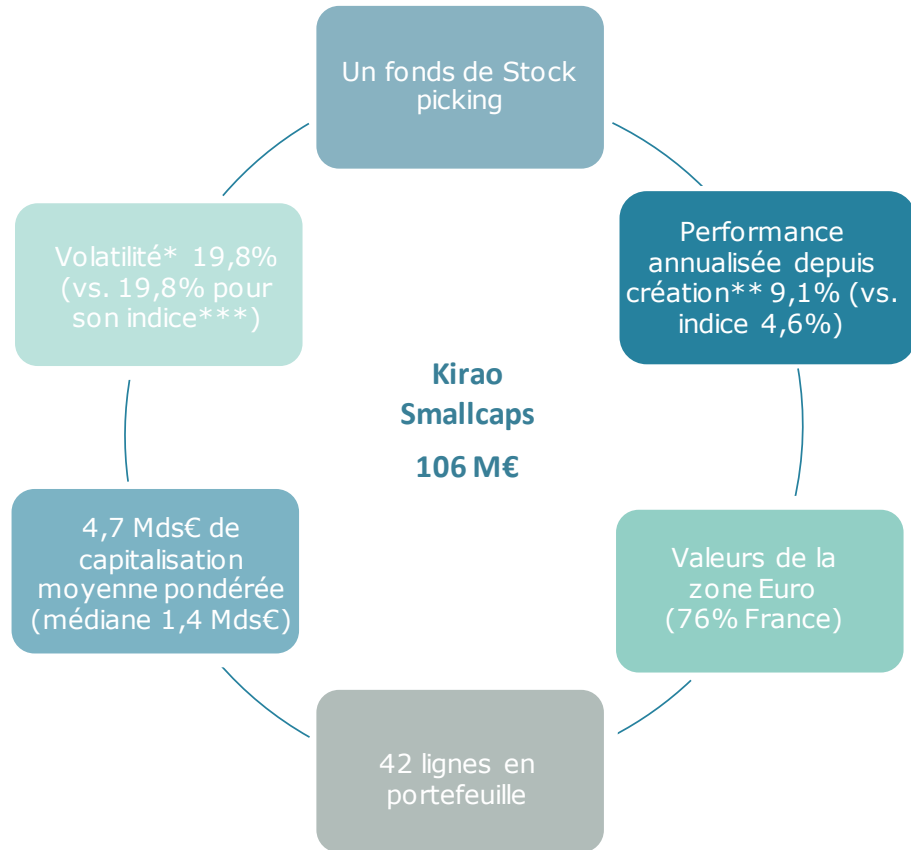 Un fonds de Stock
picking
Performance
annualisée depuis
création** 9,1% (vs.
indice 4,6%)
Valeurs de la
zone Euro
(76% France)
42 lignes en
portefeuille
4,7 Mds€ de
capitalisation
moyenne pondérée
(médiane 1,4 Mds€)
Volatilité* 19,8%
(vs. 19,8% pour
son indice***)
Kirao
Smallcaps
106 M€